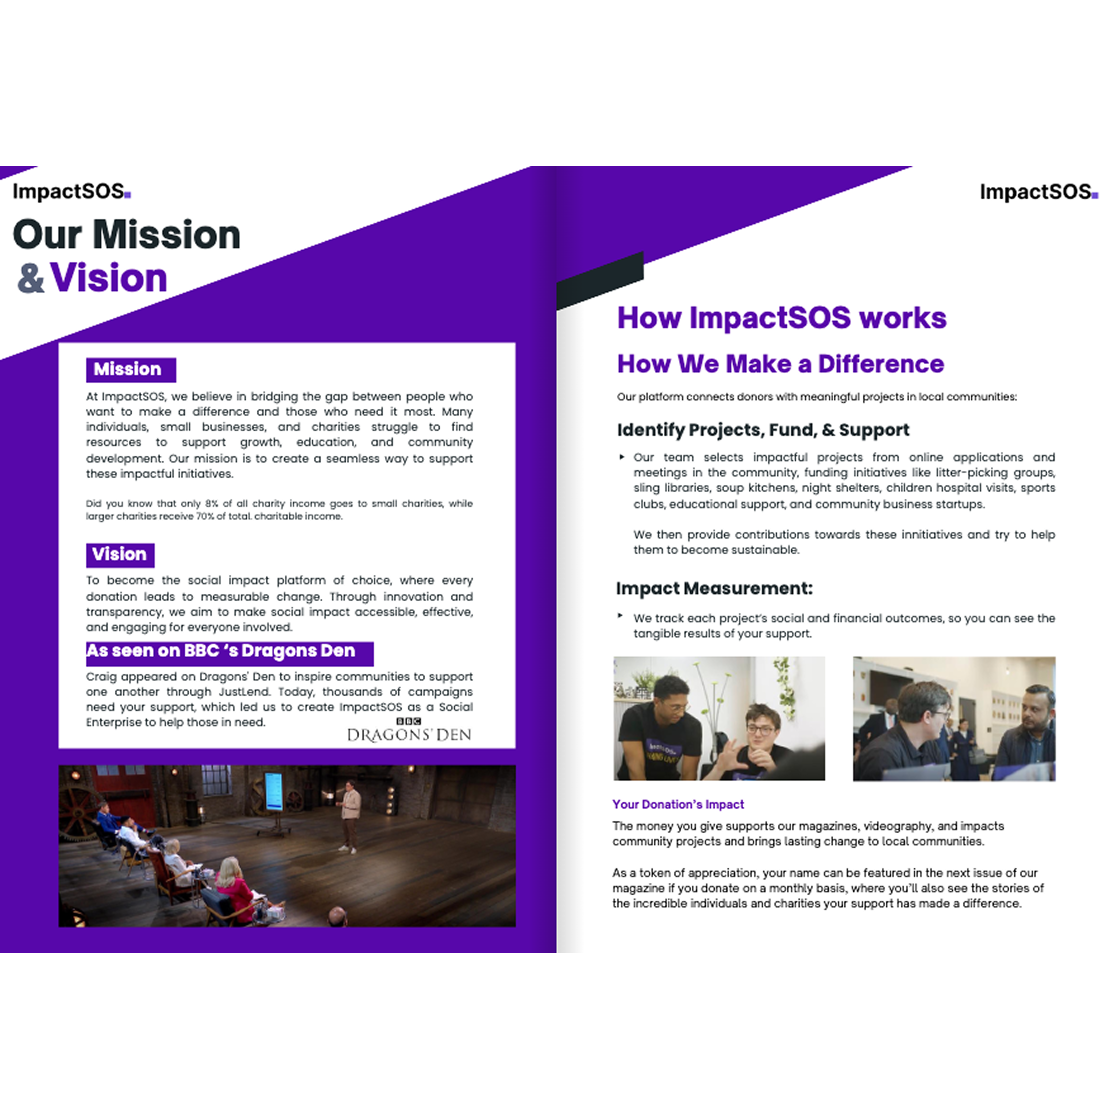 ImpactSOS.
Our Mission
& Vision
Mission
At ImpactSOS, we believe in bridging the gap between people who
want to make a difference and those who need it most. Many
individuals, small businesses, and charities struggle to find
resources to support growth, education, and community
development. Our mission is to create a seamless way to support
these impactful initiatives.
Did you know that only 8% of all charity income goes to small charities, while
larger charities receive 70% of total. charitable income.
Vision
To become the social impact platform of choice, where every
donation leads to measurable change. Through innovation and
transparency, we aim to make social impact accessible, effective,
and engaging for everyone involved.
As seen on BBC ‘s Dragons Den
Craig appeared on Dragons' Den to inspire communities to support
one another through JustLend. Today, thousands of campaigns
need your support, which led us to create ImpactSOS as a Social
Enterprise to help those in need.
BBC
DRAGONS' DEN
ImpactSOS.
How ImpactSOS works
How We Make a Difference
Our platform connects donors with meaningful projects in local communities:
Identify Projects, Fund, & Support
‣ Our team selects impactful projects from online applications and
meetings in the community, funding initiatives like litter-picking groups,
sling libraries, soup kitchens, night shelters, children hospital visits, sports
clubs, educational support, and community business startups.
We then provide contributions towards these innitiatives and try to help
them to become sustainable.
Impact Measurement:
‣ We track each project's social and financial outcomes, so you can see the
tangible results of your support.
Your Donation’s Impact
The money you give supports our magazines, videography, and impacts
community projects and brings lasting change to local communities.
As a token of appreciation, your name can be featured in the next issue of our
magazine if you donate on a monthly basis, where you’ll also see the stories of
the incredible individuals and charities your support has made a difference.